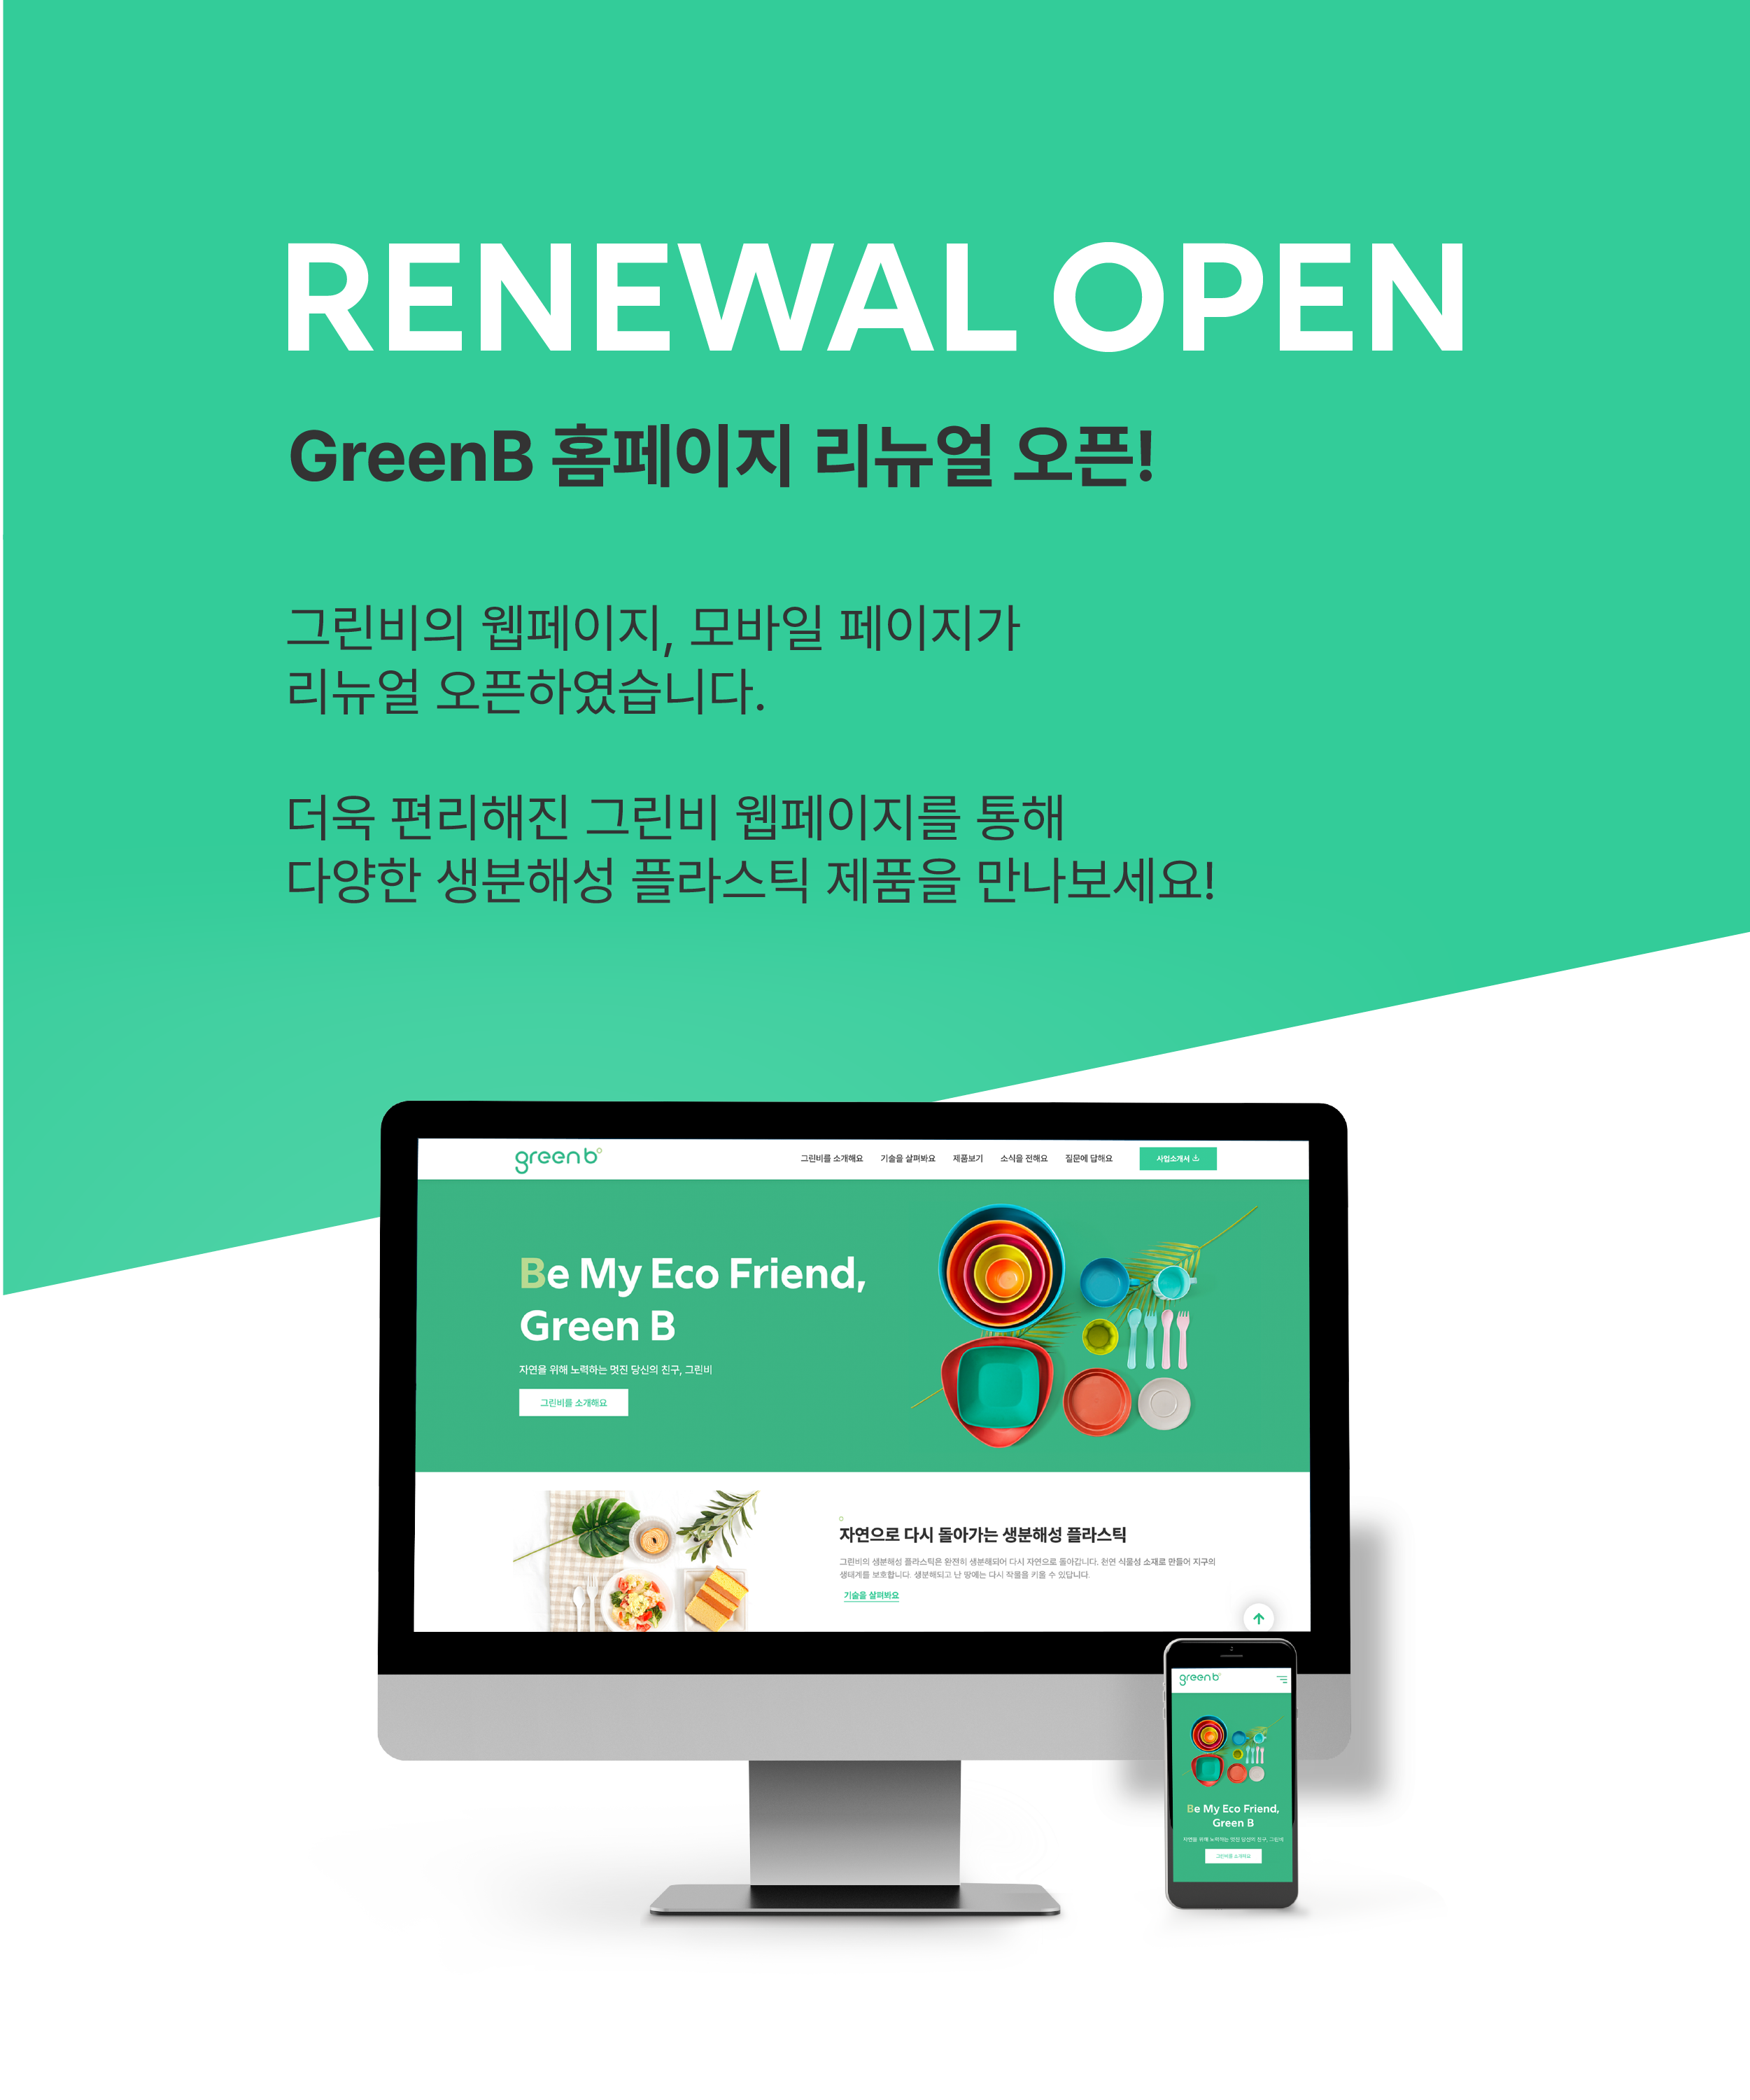 RENEWAL OPEN
GreenB 홈페이지 리뉴얼 오픈!
그린비의 웹페이지, 모바일 페이지가
리뉴얼 오픈하였습니다.
더욱 편리해진 그린비 웹페이지를 통해
다양한 생분해성 플라스틱 제품을 만나보세요!
green b
그린비를 소개해요 기술을 살펴봐요 제품보기 소식을 전해요 질문에 답해요 사업소개서
Be My Eco Friend,
Green B
자연을 위해 노력하는 멋진 당신의 친구, 그린비
그린비를 소개해요
자연으로 다시 돌아가는 생분해성 플라스틱
그린비의 생분해성 플라스틱은 완전히 생분해되어 다시 자연으로 돌아갑니다. 천연 식물성 소재로 만들어 지구의
생태계를 보호합니다. 생분해되고 난 땅에는 다시 작물을 키울 수 있답니다.
기술을 살펴봐요
green b
Be My Eco Friend,
Green B
자연을 위해 노력하는 멋진 당신의 친구, 그린비
그린비를 소개해요